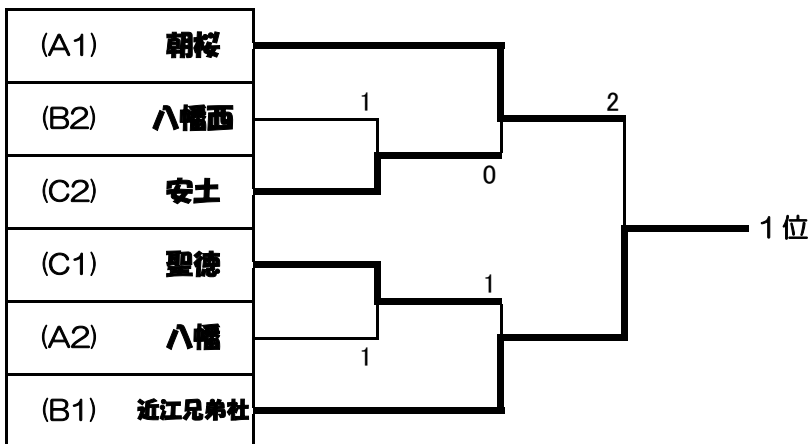 (A1) 朝桜
(B2) 八幡西
(C2) 安土
(C1) 聖徳
(A2) 八幡
(B1) 近江兄弟社
1
2
0
1
1
1位